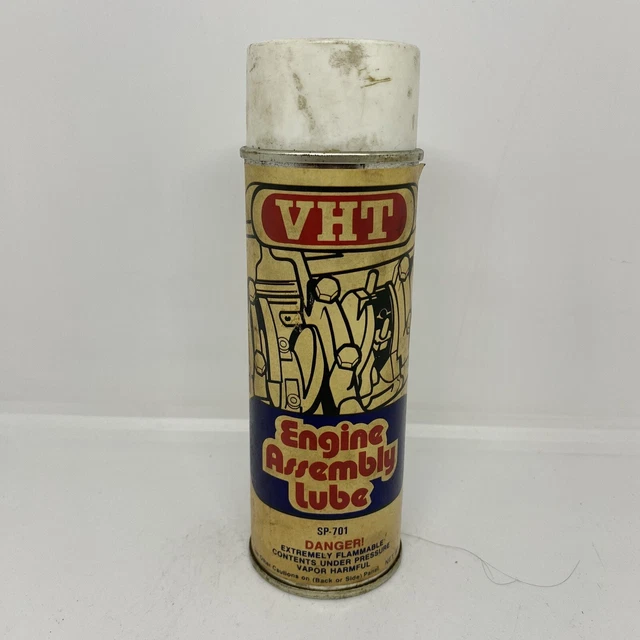 VHT
Engine
Assembly
Lube
SP-701
DANGER!
EXTREMELY FLAMMABLE
CONTENTS UNDER PRESSURE
VAPOR HARMFUL
Cautions on (Back or Side) Panel.